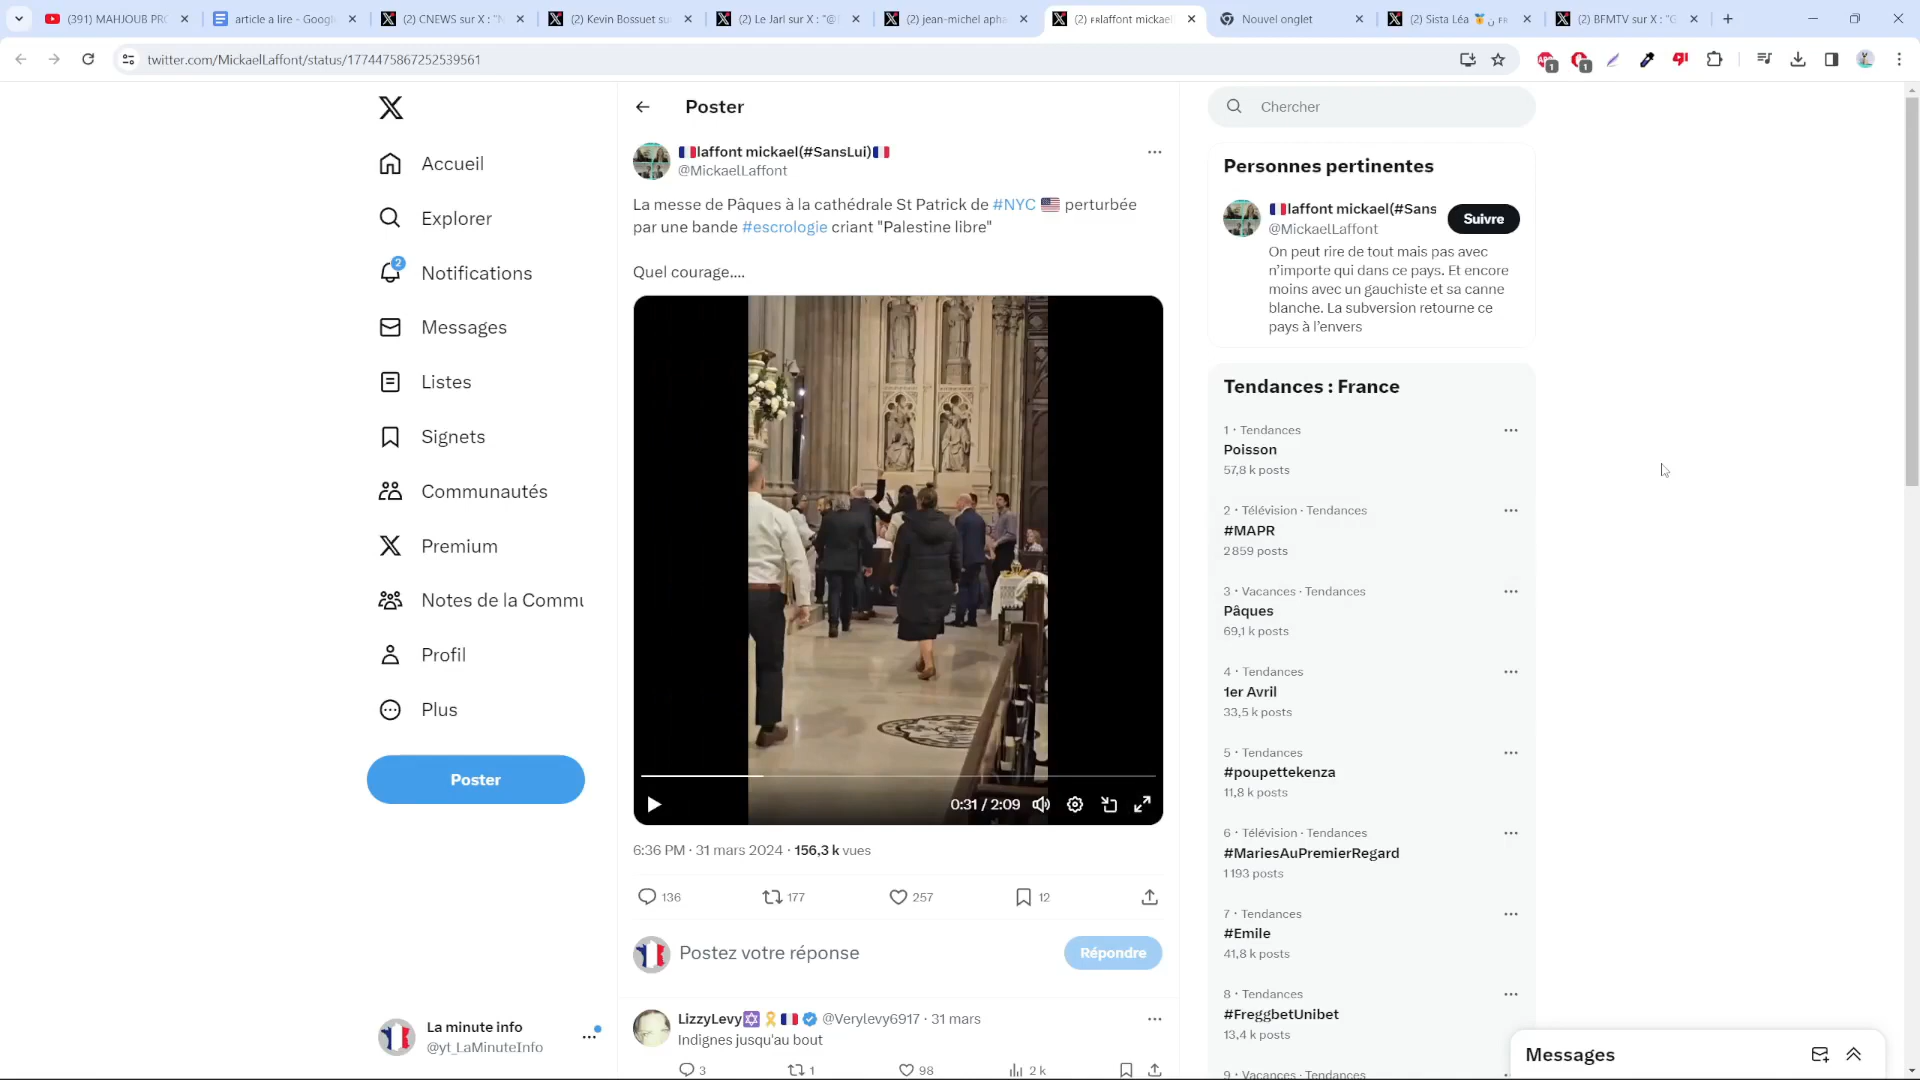 (391) MAHJOUB PRO
article a lire - Google
(2) CNEWS sur X : "N
(2) Kevin Bossuet su
(2) Le Jarl sur X : "@
(2) jean-michel apha
(2) FRlaffont mickael
Nouvel onglet
(2) Sista Léa
(2) BFMTV sur X : "G
twitter.com/MickaelLaffont/status/1774475867252539561
1
1
Poster
Chercher
Accueil
Explorer
2
Notifications
Messages
Listes
Signets
Communautés
Premium
Notes de la Commu
Profil
Plus
Poster
La minute info
@yt_LaMinuteInfo
🇫🇷laffont mickael(#SansLui)🇫🇷
@MickaelLaffont
La messe de Pâques à la cathédrale St Patrick de #NYC 🇺🇸 perturbée
par une bande #escrologie criant "Palestine libre"
Quel courage....
0:31 / 2:09
6:36 PM · 31 mars 2024 · 156,3 k vues
136
177
257
12
Postez votre réponse
Répondre
LizzyLevy✡️🎗️🇫🇷 @Verylevy6917 · 31 mars
Indignes jusqu'au bout
3
1
98
2 k
Personnes pertinentes
🇫🇷laffont mickael(#Sans
@MickaelLaffont
Suivre
On peut rire de tout mais pas avec
n'importe qui dans ce pays. Et encore
moins avec un gauchiste et sa canne
blanche. La subversion retourne ce
pays à l'envers
Tendances : France
1 · Tendances
Poisson
57,8 k posts
2 · Télévision · Tendances
#MAPR
2 859 posts
3 · Vacances · Tendances
Pâques
69,1 k posts
4 · Tendances
1er Avril
33,5 k posts
5 · Tendances
#poupettekenza
11,8 k posts
6 · Télévision · Tendances
#MariesAuPremierRegard
1 193 posts
7 · Tendances
#Emile
41,8 k posts
8 · Tendances
#FreggbetUnibet
13,4 k posts
9 · Vacances · Tendances
Messages